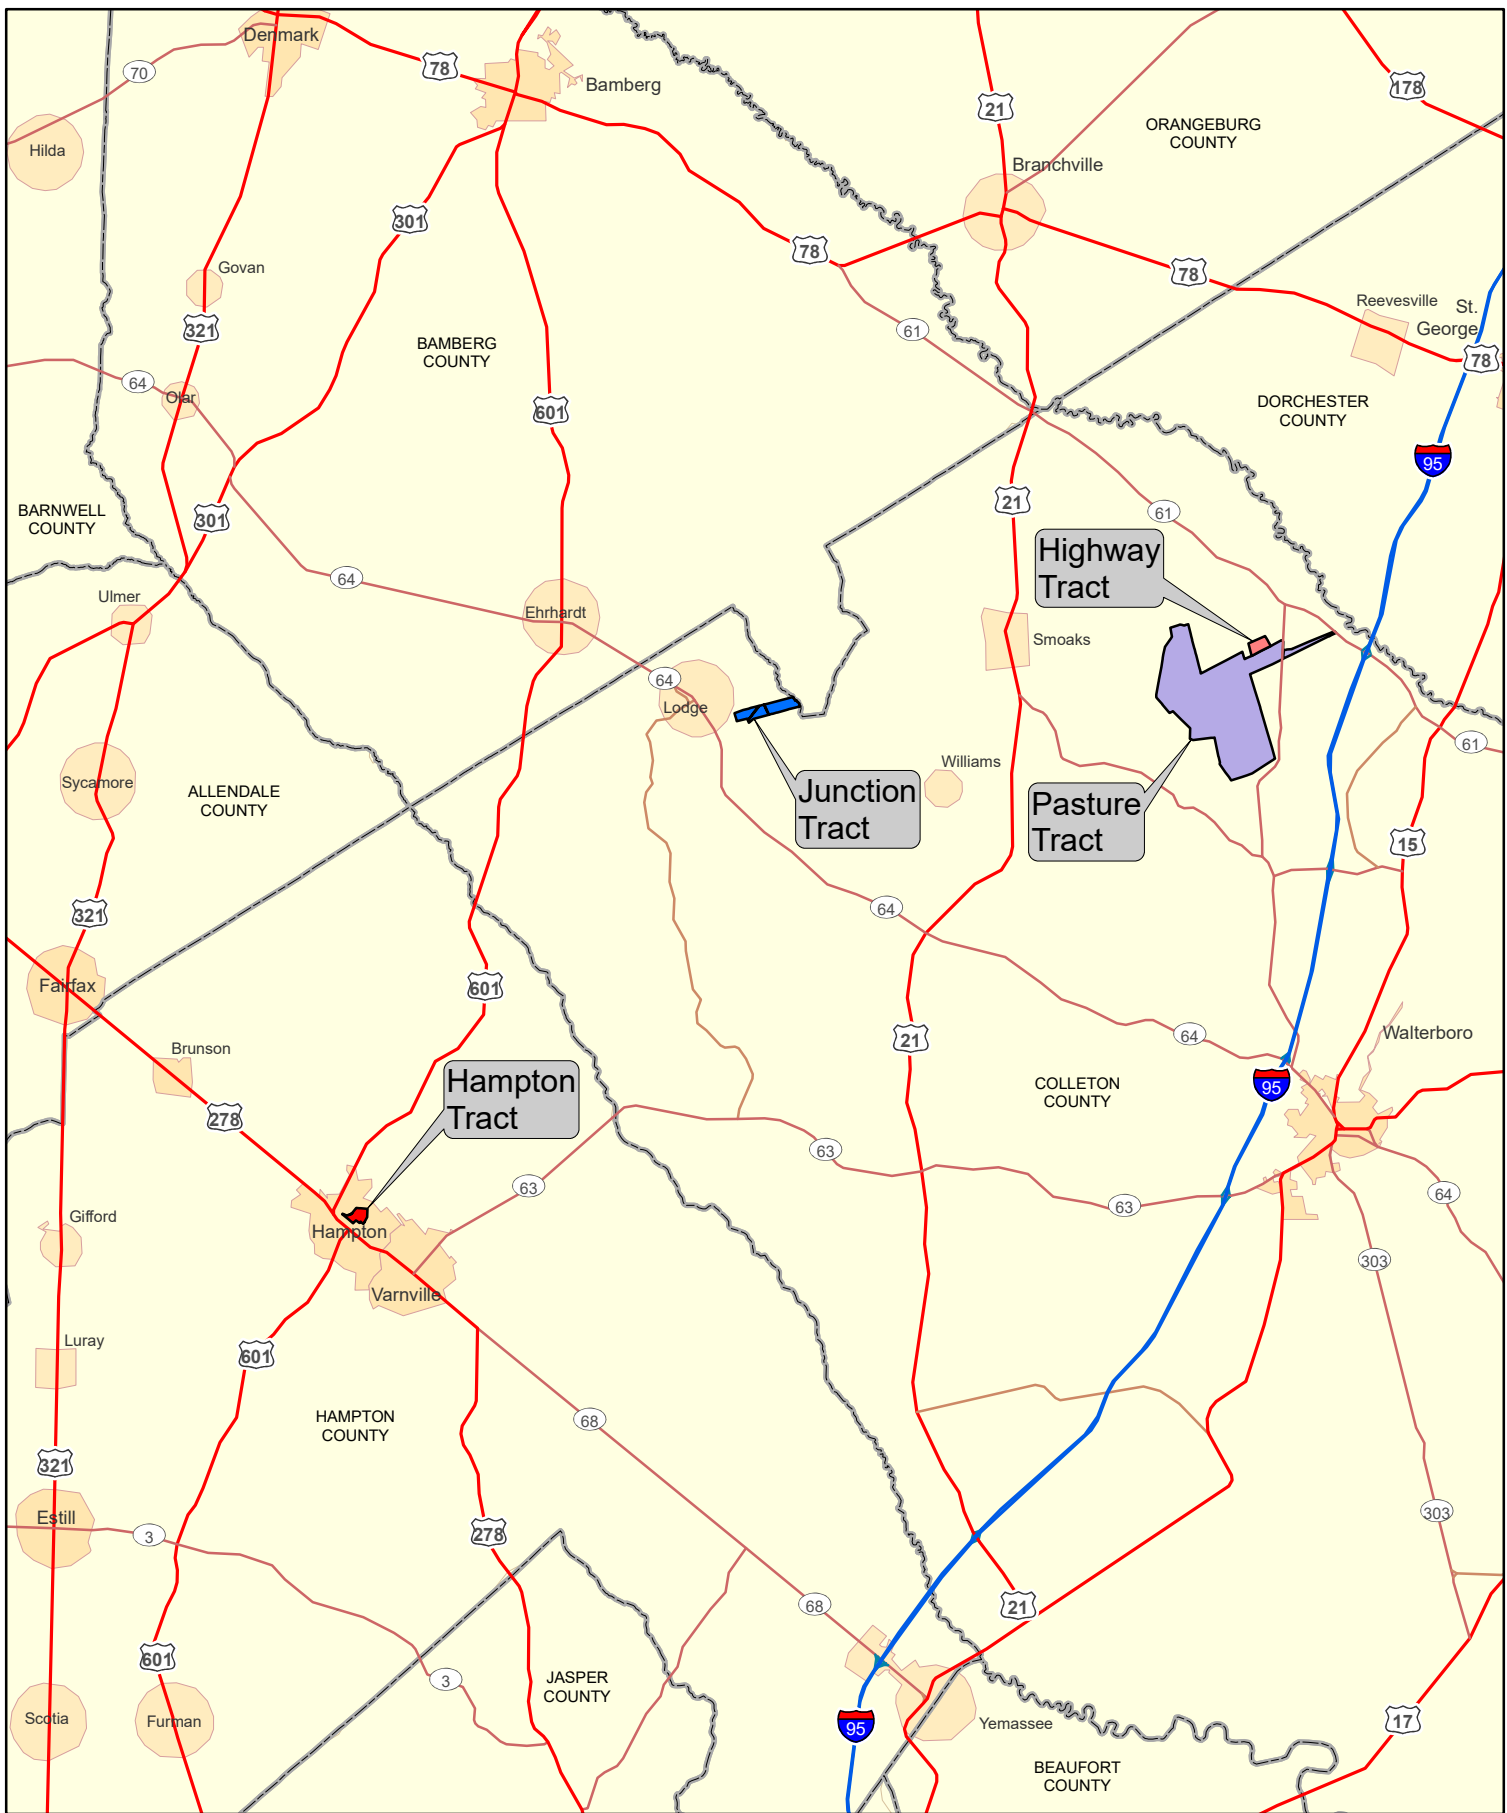 Denmark
70
78
Bamberg
21
178
ORANGEBURG
COUNTY
Hilda
Branchville
301
78
78
Govan
Reevesville
St.
George
321
61
78
BAMBERG
COUNTY
64
Olar
601
DORCHESTER
COUNTY
95
BARNWELL
COUNTY
301
21
61
Highway
Tract
64
Ulmer
Ehrhardt
Smoaks
64
Lodge
61
Williams
Sycamore
ALLENDALE
COUNTY
Junction
Tract
Pasture
Tract
15
321
64
Fairfax
601
21
64
Walterboro
Brunson
Hampton
Tract
COLLETON
COUNTY
95
278
63
63
63
64
Gifford
Hampton
303
Varnville
Luray
601
HAMPTON
COUNTY
68
321
Estill
3
278
303
68
21
601
3
JASPER
COUNTY
Scotia
Furman
95
Yemassee
17
BEAUFORT
COUNTY